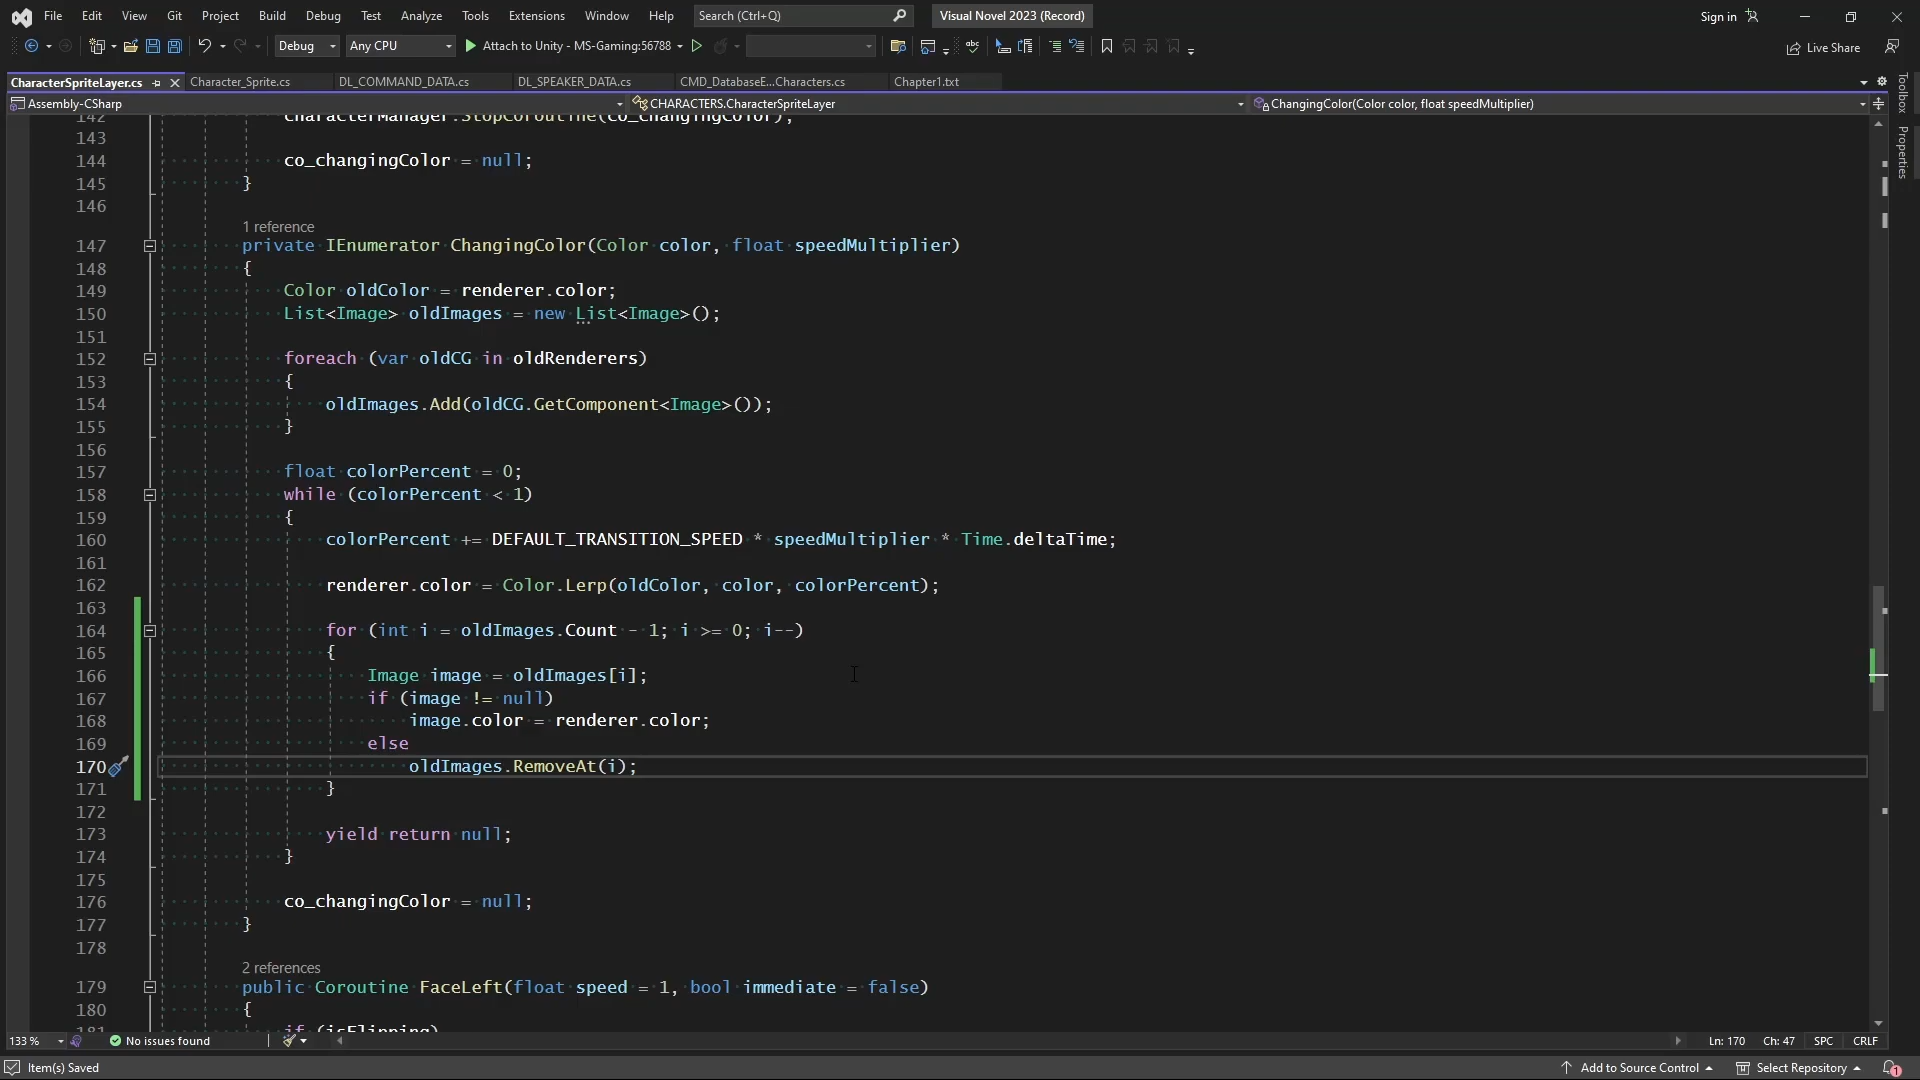 File Edit View Git Project Build Debug Test Analyze Tools Extensions Window Help Search (Ctrl+Q) Visual Novel 2023 (Record) Sign in
Debug Any CPU Attach to Unity - MS-Gaming:56788 Live Share
CharacterSpriteLayer.cs Character_Sprite.cs DL_COMMAND_DATA.cs DL_SPEAKER_DATA.cs CMD_DatabaseE...Characters.cs Chapter1.txt
Assembly-CSharp CHARACTERS.CharacterSpriteLayer ChangingColor(Color color, float speedMultiplier)
Toolbox
Properties
142 characterManager.StopCoroutine(co_changingColor);
143
144 co_changingColor = null;
145 }
146
1 reference
147 private IEnumerator ChangingColor(Color color, float speedMultiplier)
148 {
149 Color oldColor = renderer.color;
150 List<Image> oldImages = new List<Image>();
151
152 foreach (var oldCG in oldRenderers)
153 {
154 oldImages.Add(oldCG.GetComponent<Image>());
155 }
156
157 float colorPercent = 0;
158 while (colorPercent < 1)
159 {
160 colorPercent += DEFAULT_TRANSITION_SPEED * speedMultiplier * Time.deltaTime;
161
162 renderer.color = Color.Lerp(oldColor, color, colorPercent);
163
164 for (int i = oldImages.Count - 1; i >= 0; i--)
165 {
166 Image image = oldImages[i];
167 if (image != null)
168 image.color = renderer.color;
169 else
170 oldImages.RemoveAt(i);
171 }
172
173 yield return null;
174 }
175
176 co_changingColor = null;
177 }
178
2 references
179 public Coroutine FaceLeft(float speed = 1, bool immediate = false)
180 {
181 if (isFlipping)
133 % No issues found Ln: 170 Ch: 47 SPC CRLF
Item(s) Saved Add to Source Control Select Repository 1